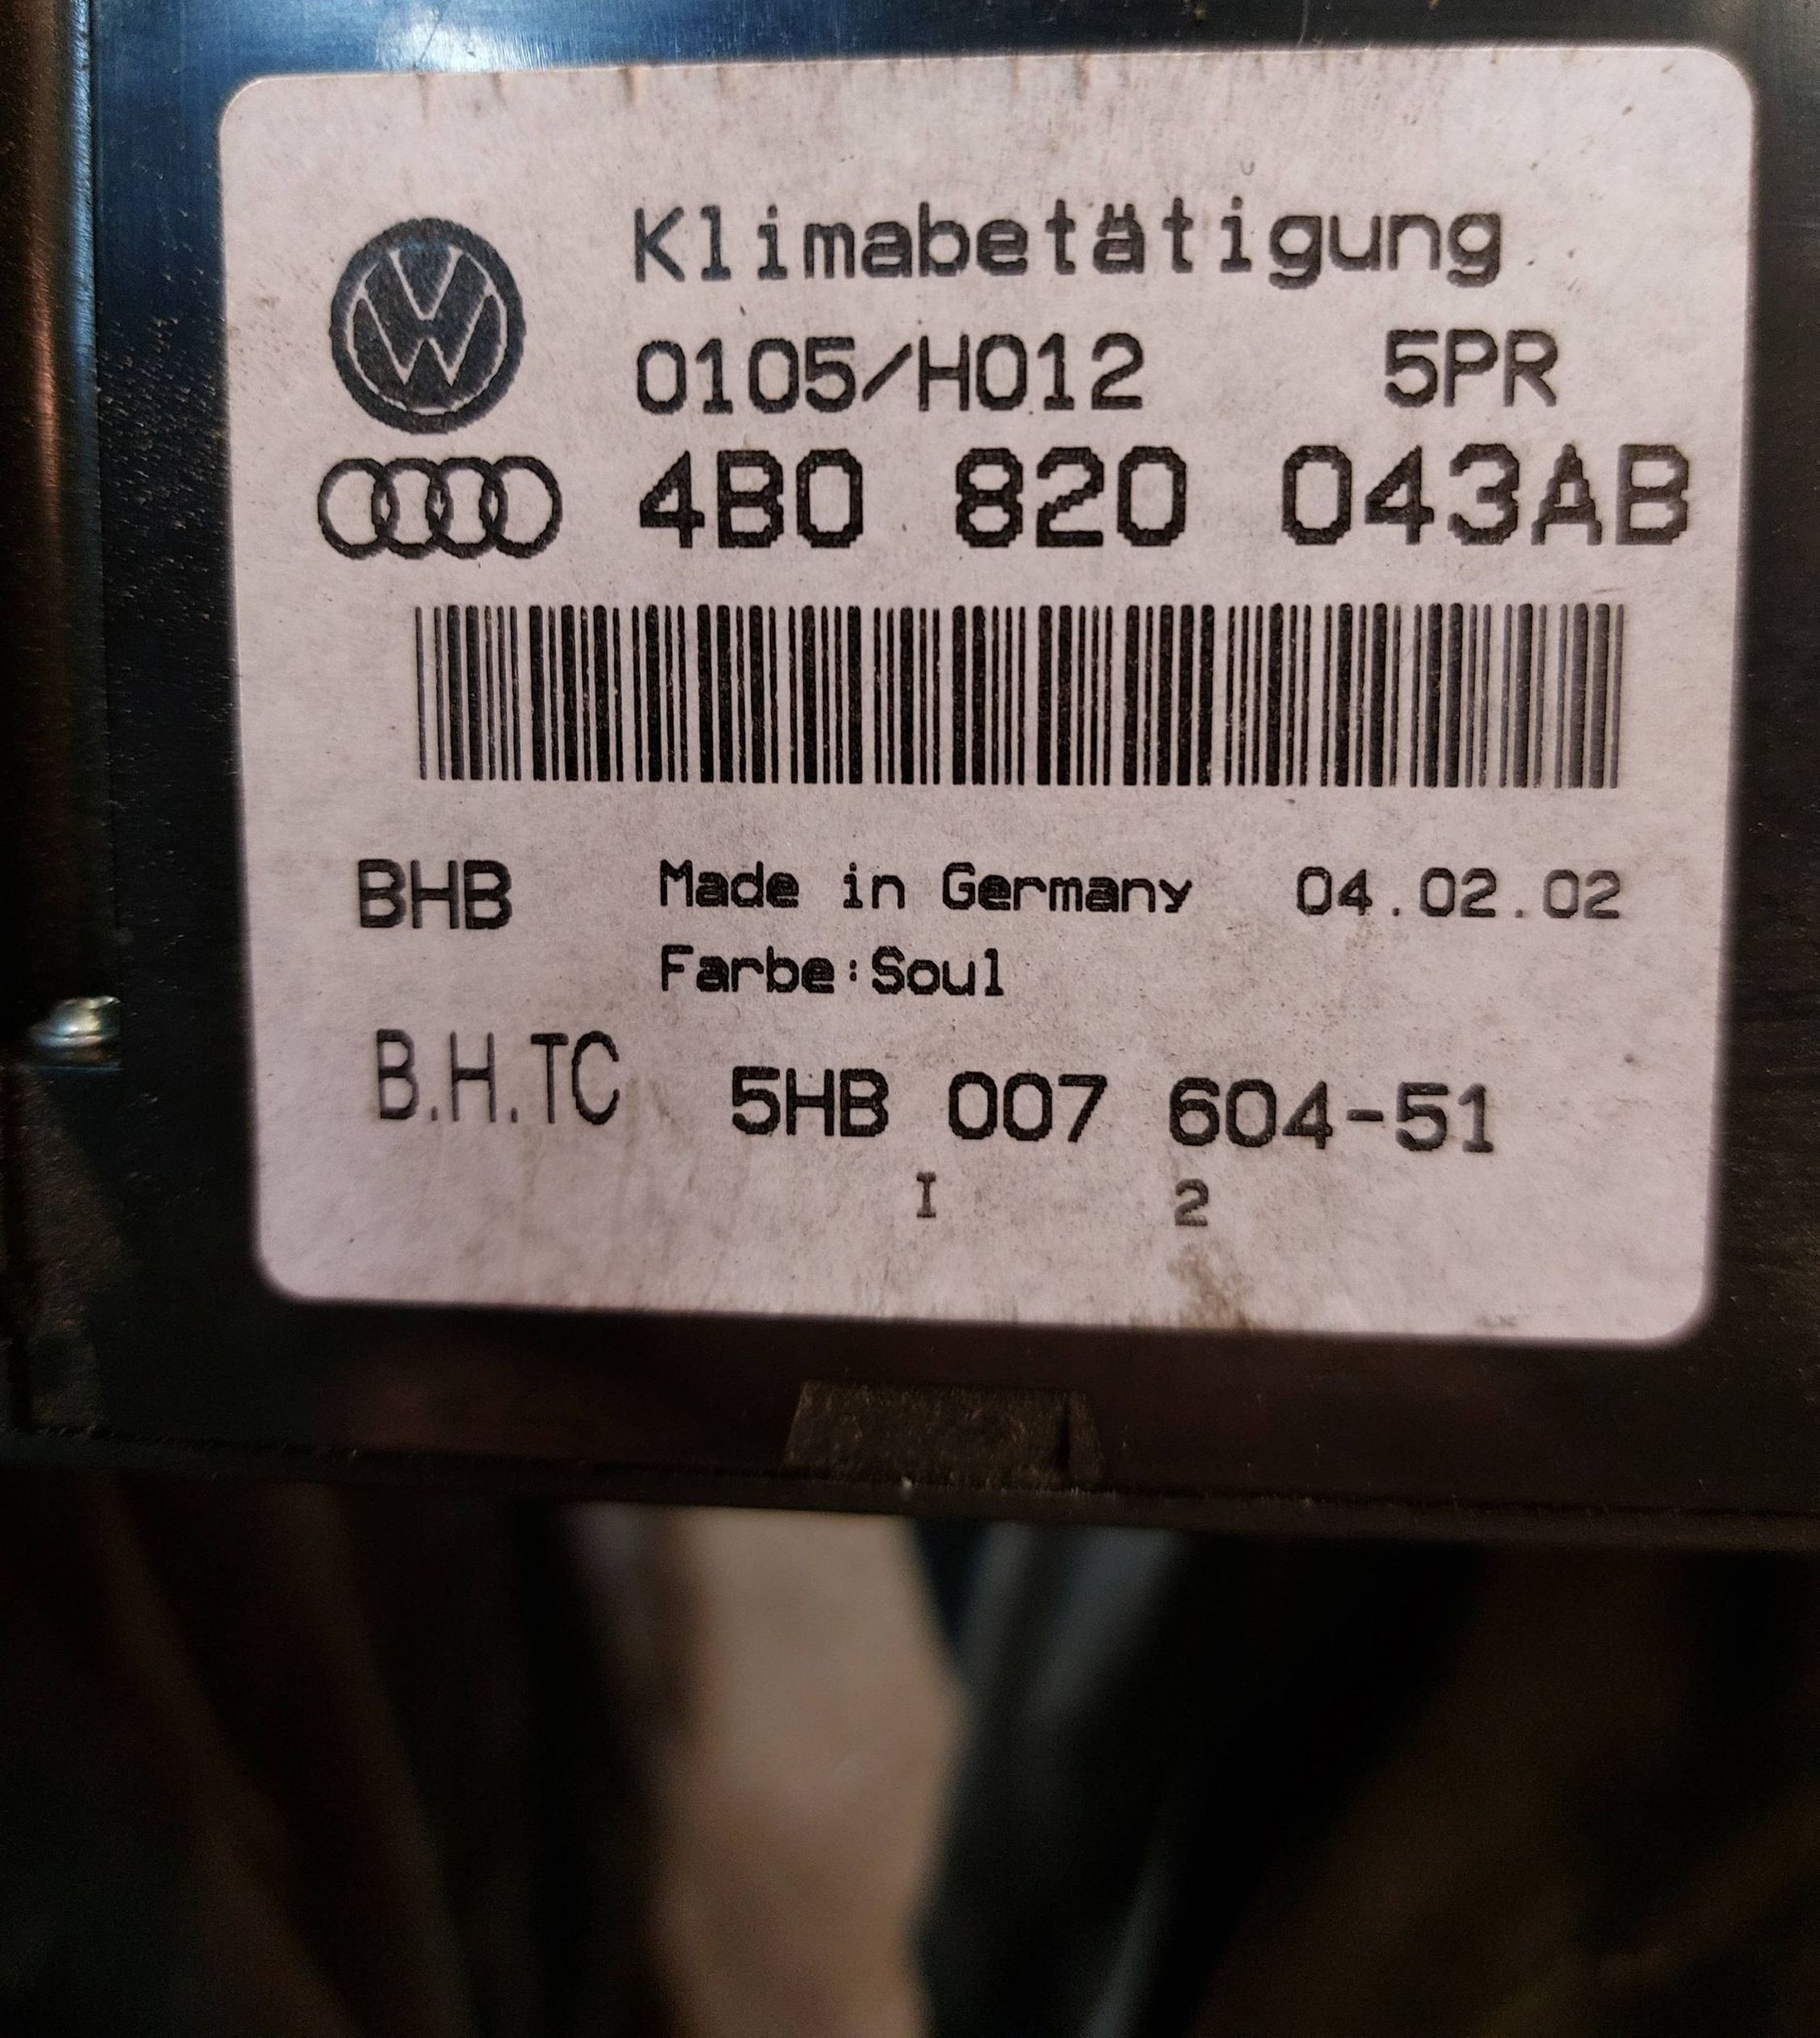 Klimabetätigung
0105/H012 5PR
4B0 820 043AB
BHB Made in Germany 04.02.02
Farbe:Soul
B.H.TC 5HB 007 604-51
I 2